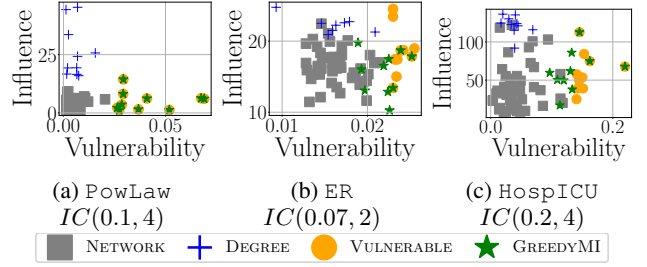 Influence
25
0
0.00
0.05
Vulnerability
Influence
20
10
0.01
0.02
Vulnerability
Influence
100
50
0.0
0.2
Vulnerability
(a) PowLaw
IC(0.1, 4)
(b) ER
IC(0.07, 2)
(c) HospICU
IC(0.2, 4)
NETWORK DEGREE VULNERABLE GREEDYMI